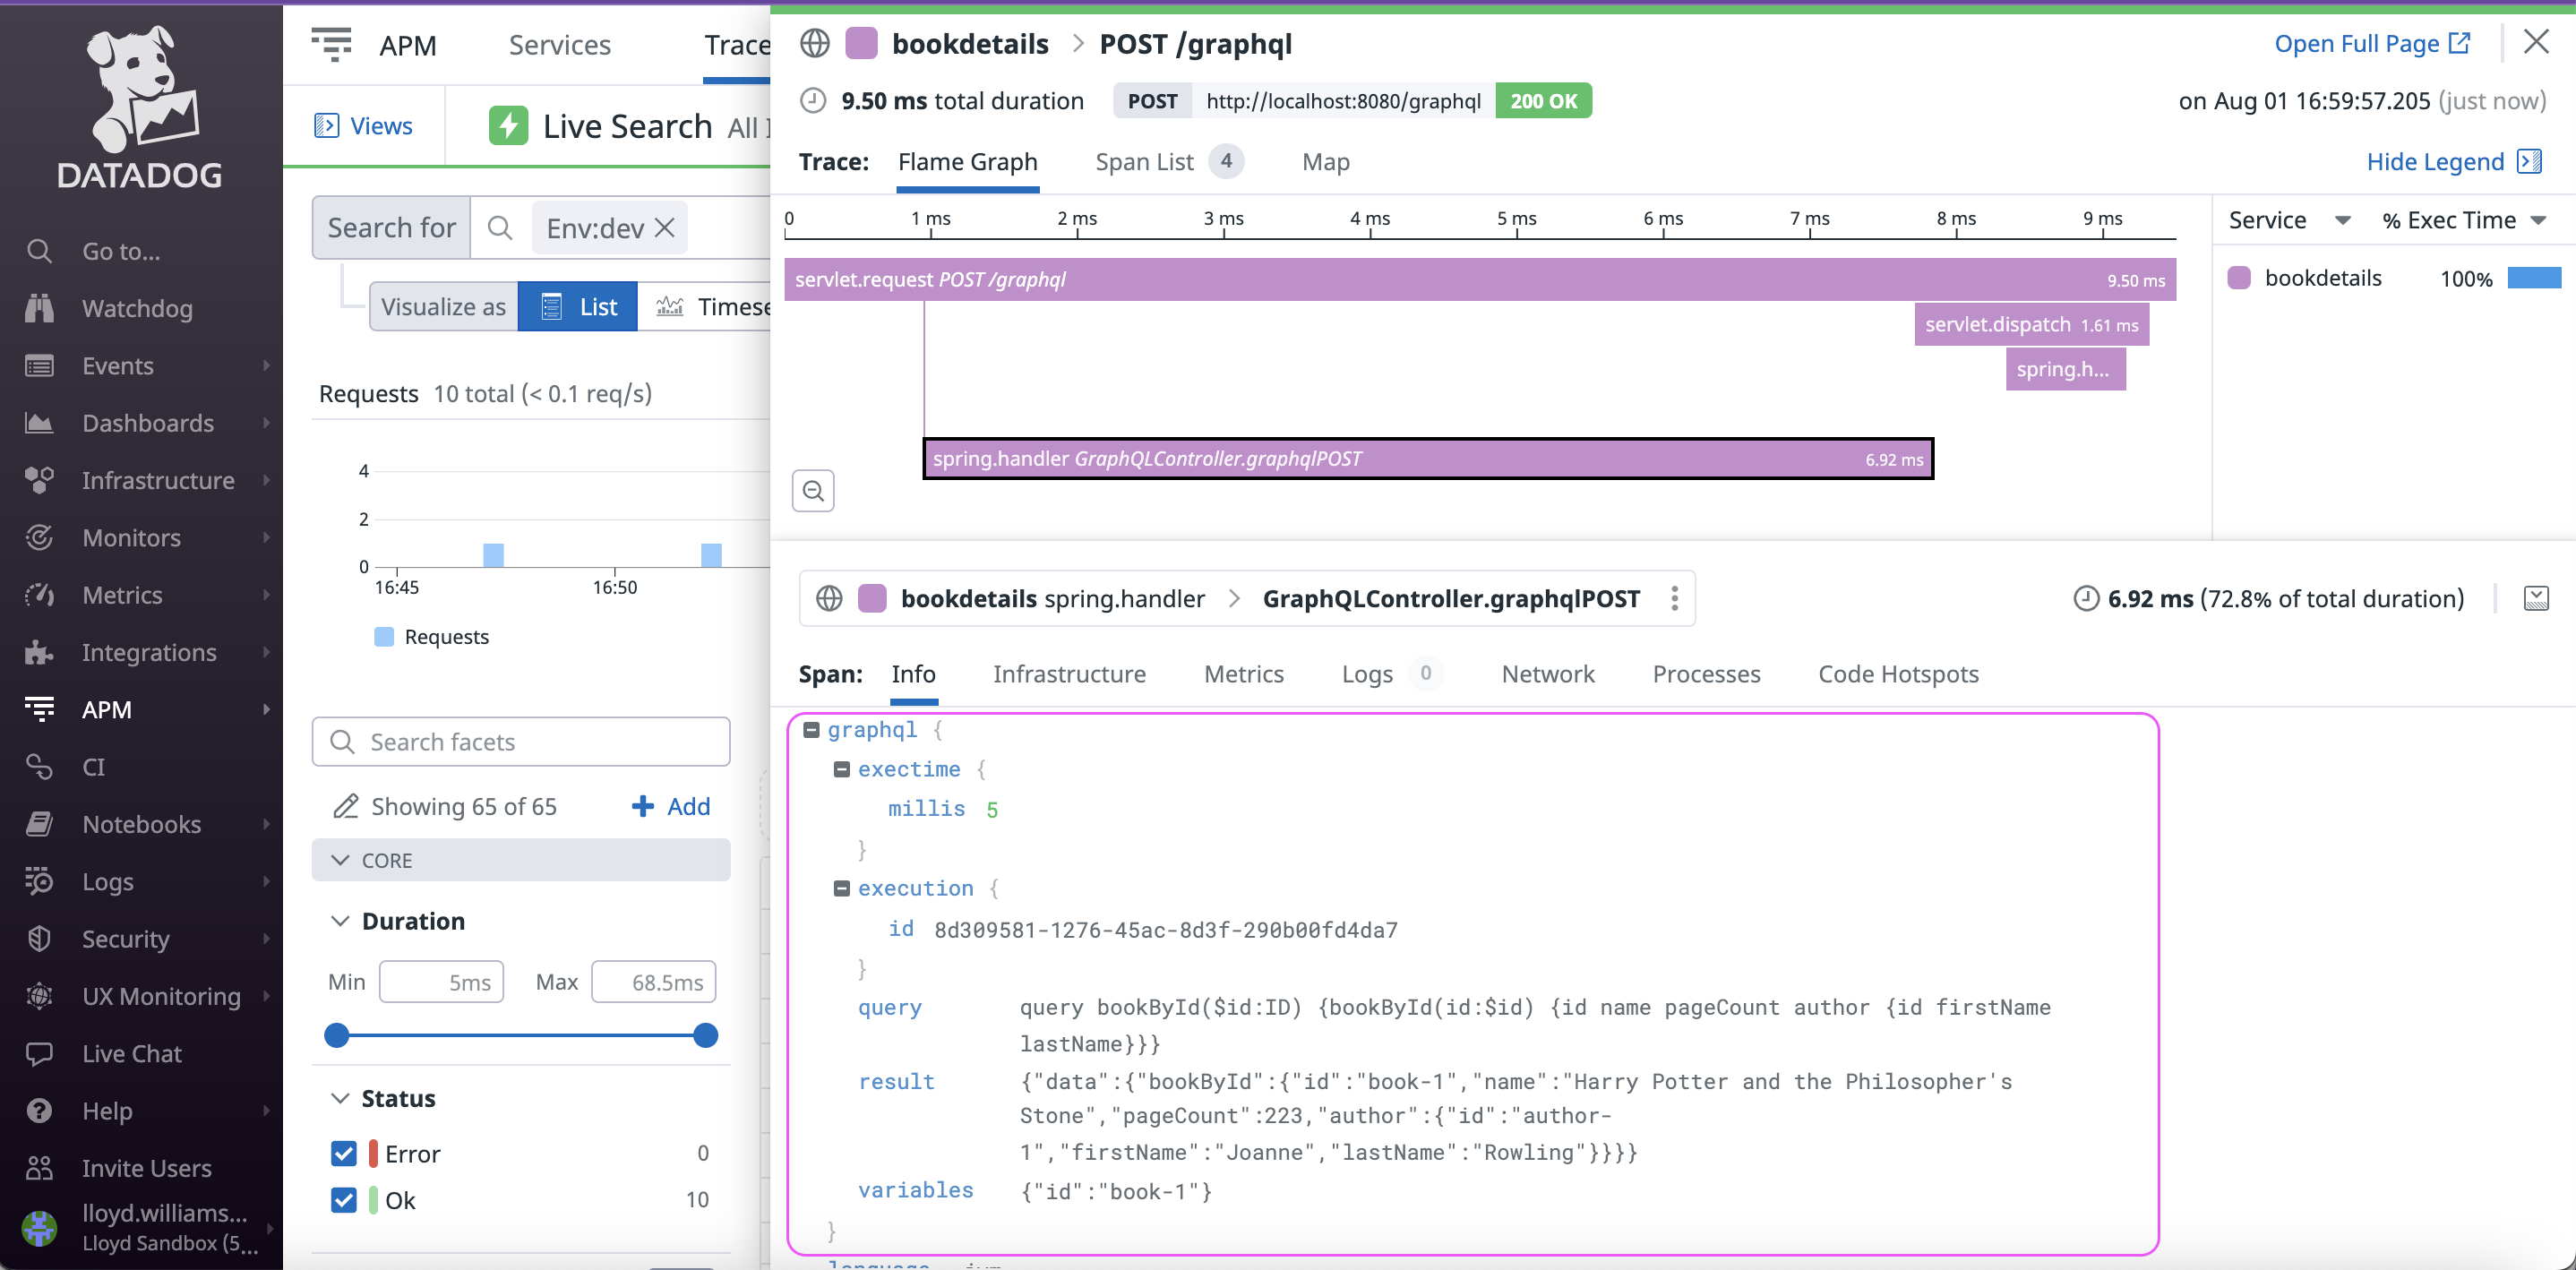 DATADOG
Go to...
Watchdog
Events
Dashboards
Infrastructure
Monitors
Metrics
Integrations
APM
CI
Notebooks
Logs
Security
UX Monitoring
Live Chat
Help
Invite Users
lloyd.williams...
Lloyd Sandbox (5...
APM Services Trace
Views Live Search All
Search for Env:dev
Visualize as List Timese
Requests 10 total (< 0.1 req/s)
4
2
0
16:45 16:50
Requests
Search facets
Showing 65 of 65 + Add
CORE
Duration
Min 5ms Max 68.5ms
Status
Error 0
Ok 10
bookdetails > POST /graphql Open Full Page
9.50 ms total duration POST http://localhost:8080/graphql 200 OK on Aug 01 16:59:57.205 (just now)
Trace: Flame Graph Span List 4 Map Hide Legend
0 1 ms 2 ms 3 ms 4 ms 5 ms 6 ms 7 ms 8 ms 9 ms
Service % Exec Time
bookdetails 100%
servlet.request POST /graphql 9.50 ms
servlet.dispatch 1.61 ms
spring.h...
spring.handler GraphQLController.graphqlPOST 6.92 ms
bookdetails spring.handler > GraphQLController.graphqlPOST 6.92 ms (72.8% of total duration)
Span: Info Infrastructure Metrics Logs 0 Network Processes Code Hotspots
graphql {
exectime {
millis 5
}
execution {
id 8d309581-1276-45ac-8d3f-290b00fd4da7
}
query query bookById($id:ID) {bookById(id:$id) {id name pageCount author {id firstName
lastName}}}
result {"data":{"bookById":{"id":"book-1","name":"Harry Potter and the Philosopher's
Stone","pageCount":223,"author":{"id":"author-
1","firstName":"Joanne","lastName":"Rowling"}}}}
variables {"id":"book-1"}
}
language jvm